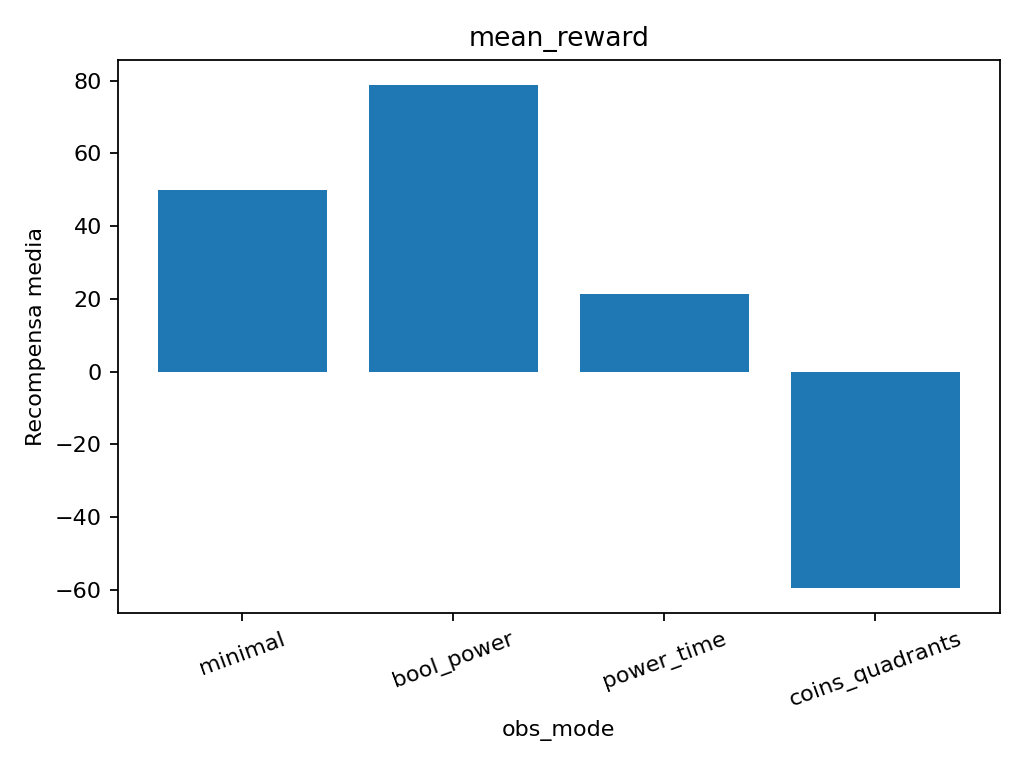 mean_reward
Recompensa media
80
60
40
20
0
−20
−40
−60
minimal
bool_power
power_time
coins_quadrants
obs_mode